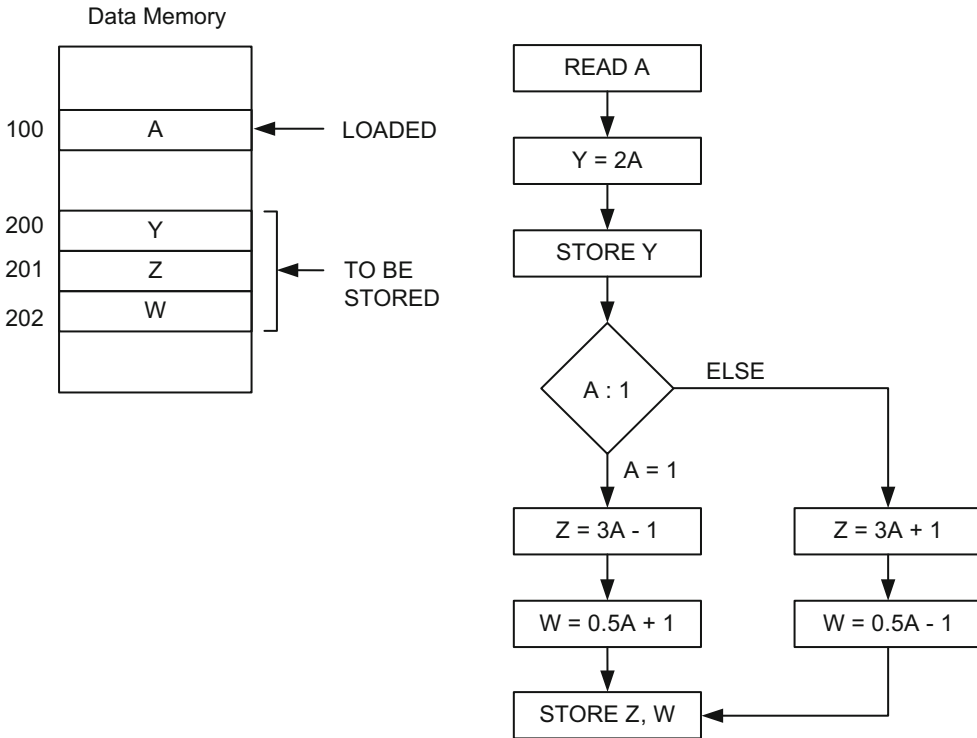 Data Memory
100
A
LOADED
200
Y
201
Z
202
W
TO BE
STORED
READ A
Y = 2A
STORE Y
A : 1
ELSE
A = 1
Z = 3A - 1
Z = 3A + 1
W = 0.5A + 1
W = 0.5A - 1
STORE Z, W